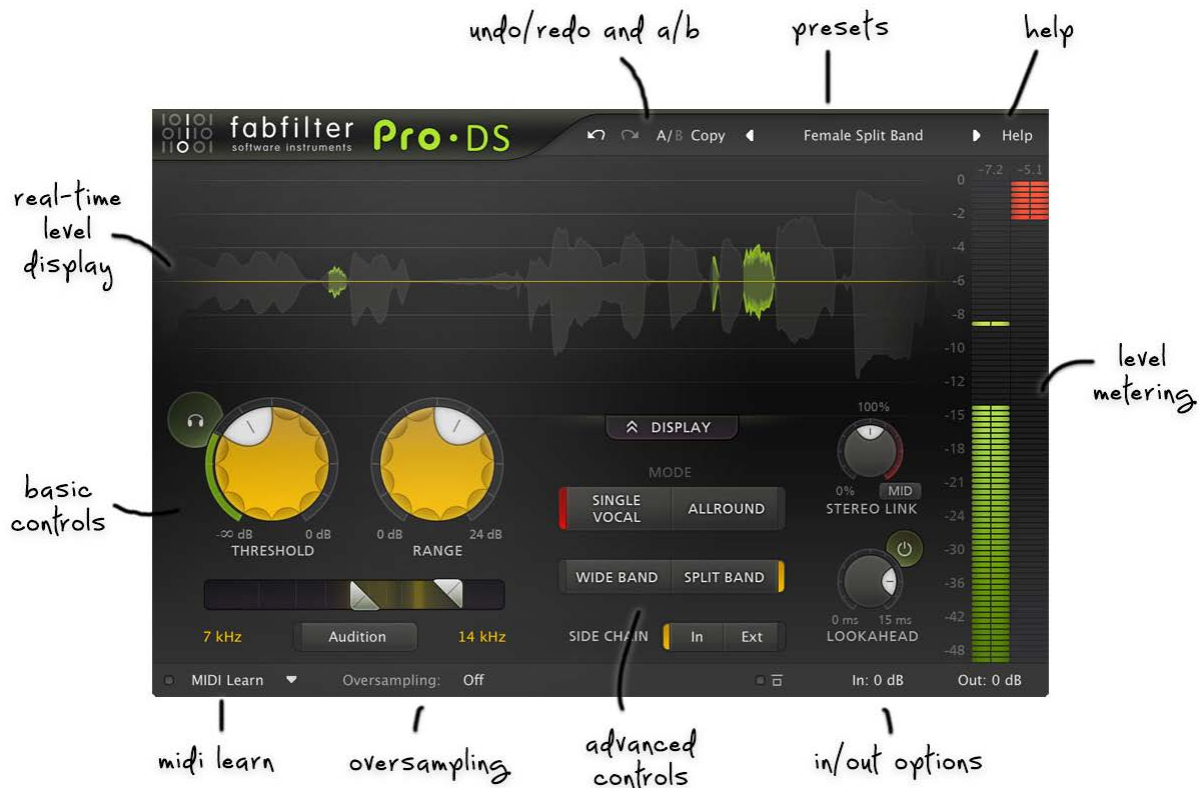 undo/redo and a/b
presets
help
fabfilter
software instruments
Pro·DS
A/B Copy
Female Split Band
Help
real-time
level
display
-7.2 -5.1
0
-2
-4
-6
-8
-10
-12
-15
-18
-21
-24
-30
-36
-42
-48
level
metering
basic
controls
-∞ dB
0 dB
THRESHOLD
0 dB
24 dB
RANGE
7 kHz
Audition
14 kHz
DISPLAY
MODE
SINGLE
VOCAL
ALLROUND
WIDE BAND
SPLIT BAND
SIDE CHAIN
In
Ext
100%
0%
MID
STEREO LINK
0 ms
15 ms
LOOKAHEAD
MIDI Learn
Oversampling: Off
In: 0 dB
Out: 0 dB
midi learn
oversampling
advanced
controls
in/out options